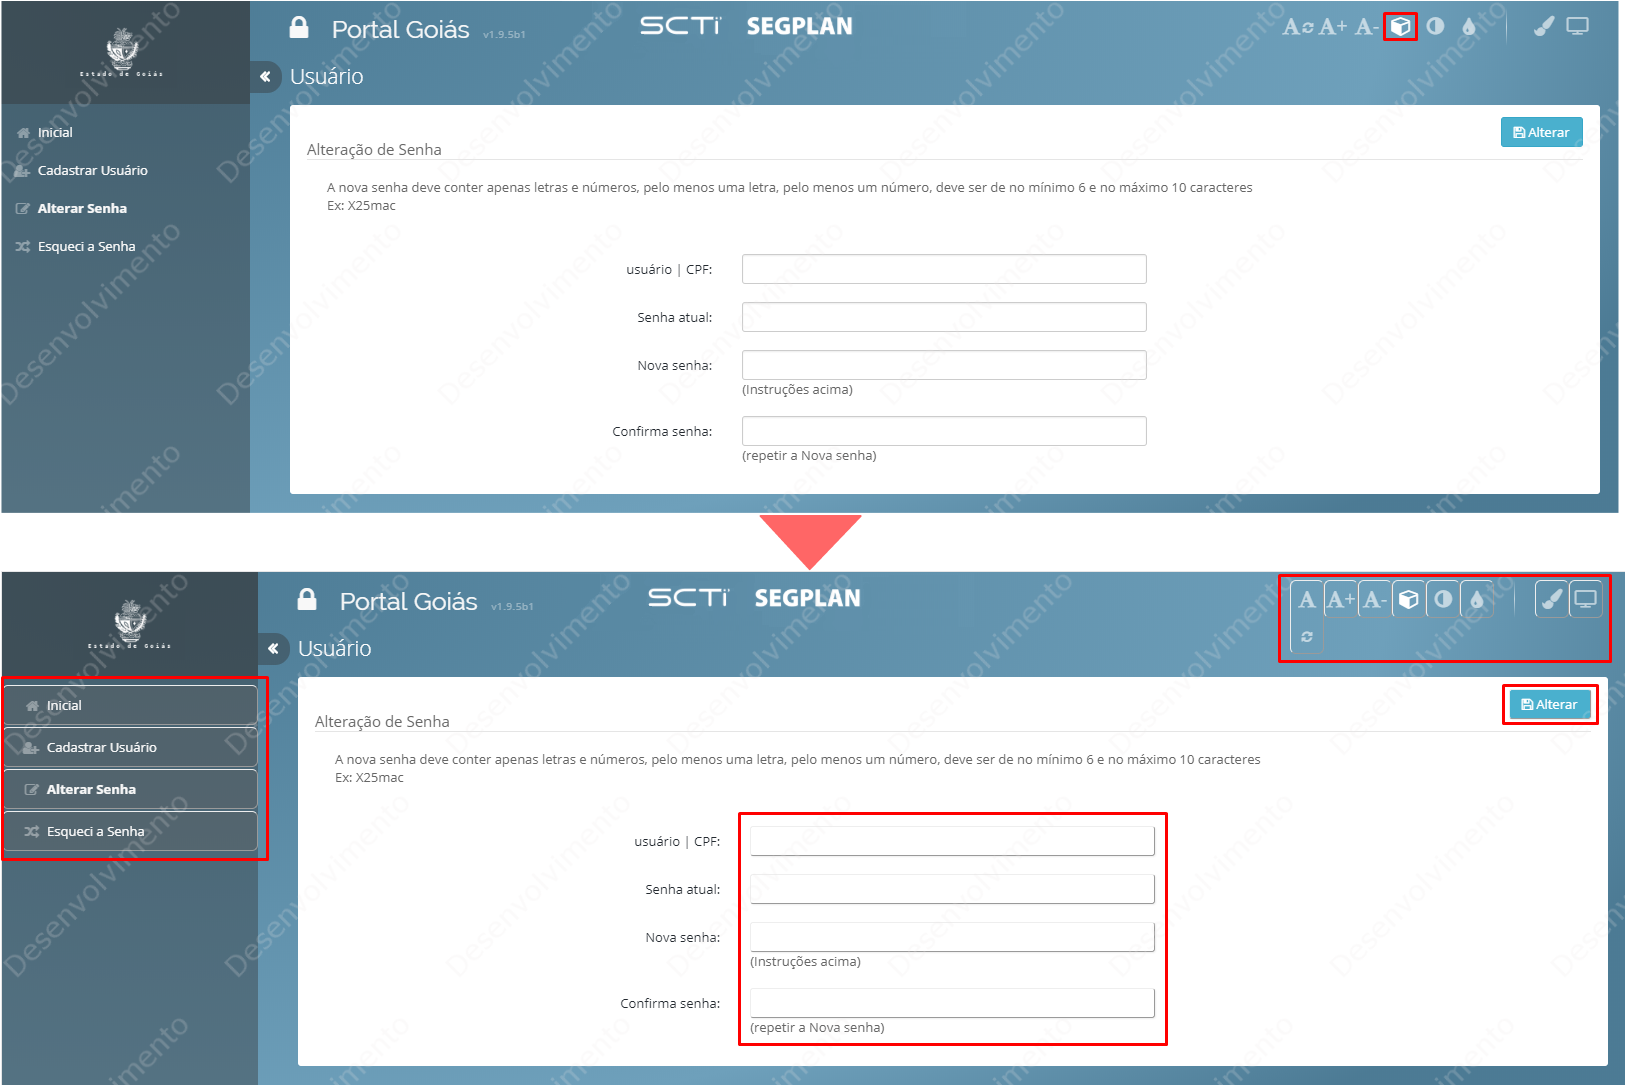 Portal Goiás v1.9.5b1 SCTi SEGPLAN A A+ A-
Estado de Goiás
Usuário
Inicial
Cadastrar Usuário
Alterar Senha
Esqueci a Senha
Alterar
Alteração de Senha
A nova senha deve conter apenas letras e números, pelo menos uma letra, pelo menos um número, deve ser de no mínimo 6 e no máximo 10 caracteres
Ex: X25mac
usuário | CPF:
Senha atual:
Nova senha:
(Instruções acima)
Confirma senha:
(repetir a Nova senha)
Desenvolvimento
Portal Goiás v1.9.5b1 SCTi SEGPLAN A A+ A-
Estado de Goiás
Usuário
Inicial
Cadastrar Usuário
Alterar Senha
Esqueci a Senha
Alterar
Alteração de Senha
A nova senha deve conter apenas letras e números, pelo menos uma letra, pelo menos um número, deve ser de no mínimo 6 e no máximo 10 caracteres
Ex: X25mac
usuário | CPF:
Senha atual:
Nova senha:
(Instruções acima)
Confirma senha:
(repetir a Nova senha)
Desenvolvimento